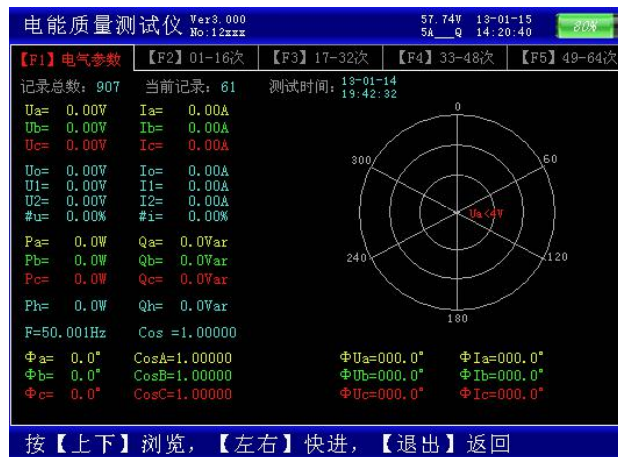 电能质量测试仪 Ver3.000 No:12xxx 57.74V 5A__Q 13-01-15 14:20:40 80%
【F1】电气参数 【F2】01-16次 【F3】17-32次 【F4】33-48次 【F5】49-64次
记录总数: 907 当前记录: 61 测试时间: 13-01-14 19:42:32
Ua= 0.00V Ia= 0.00A
Ub= 0.00V Ib= 0.00A
Uc= 0.00V Ic= 0.00A
Uo= 0.00V Io= 0.00A
U1= 0.00V I1= 0.00A
U2= 0.00V I2= 0.00A
#u= 0.00% #i= 0.00%
Pa= 0.0W Qa= 0.0Var
Pb= 0.0W Qb= 0.0Var
Pc= 0.0W Qc= 0.0Var
Ph= 0.0W Qh= 0.0Var
F=50.001Hz Cos =1.00000
Φa= 0.0° CosA=1.00000
Φb= 0.0° CosB=1.00000
Φc= 0.0° CosC=1.00000
0
60
120
180
240
300
Ua<4V
ΦUa=000.0° ΦIa=000.0°
ΦUb=000.0° ΦIb=000.0°
ΦUc=000.0° ΦIc=000.0°
按【上下】浏览, 【左右】快进, 【退出】返回